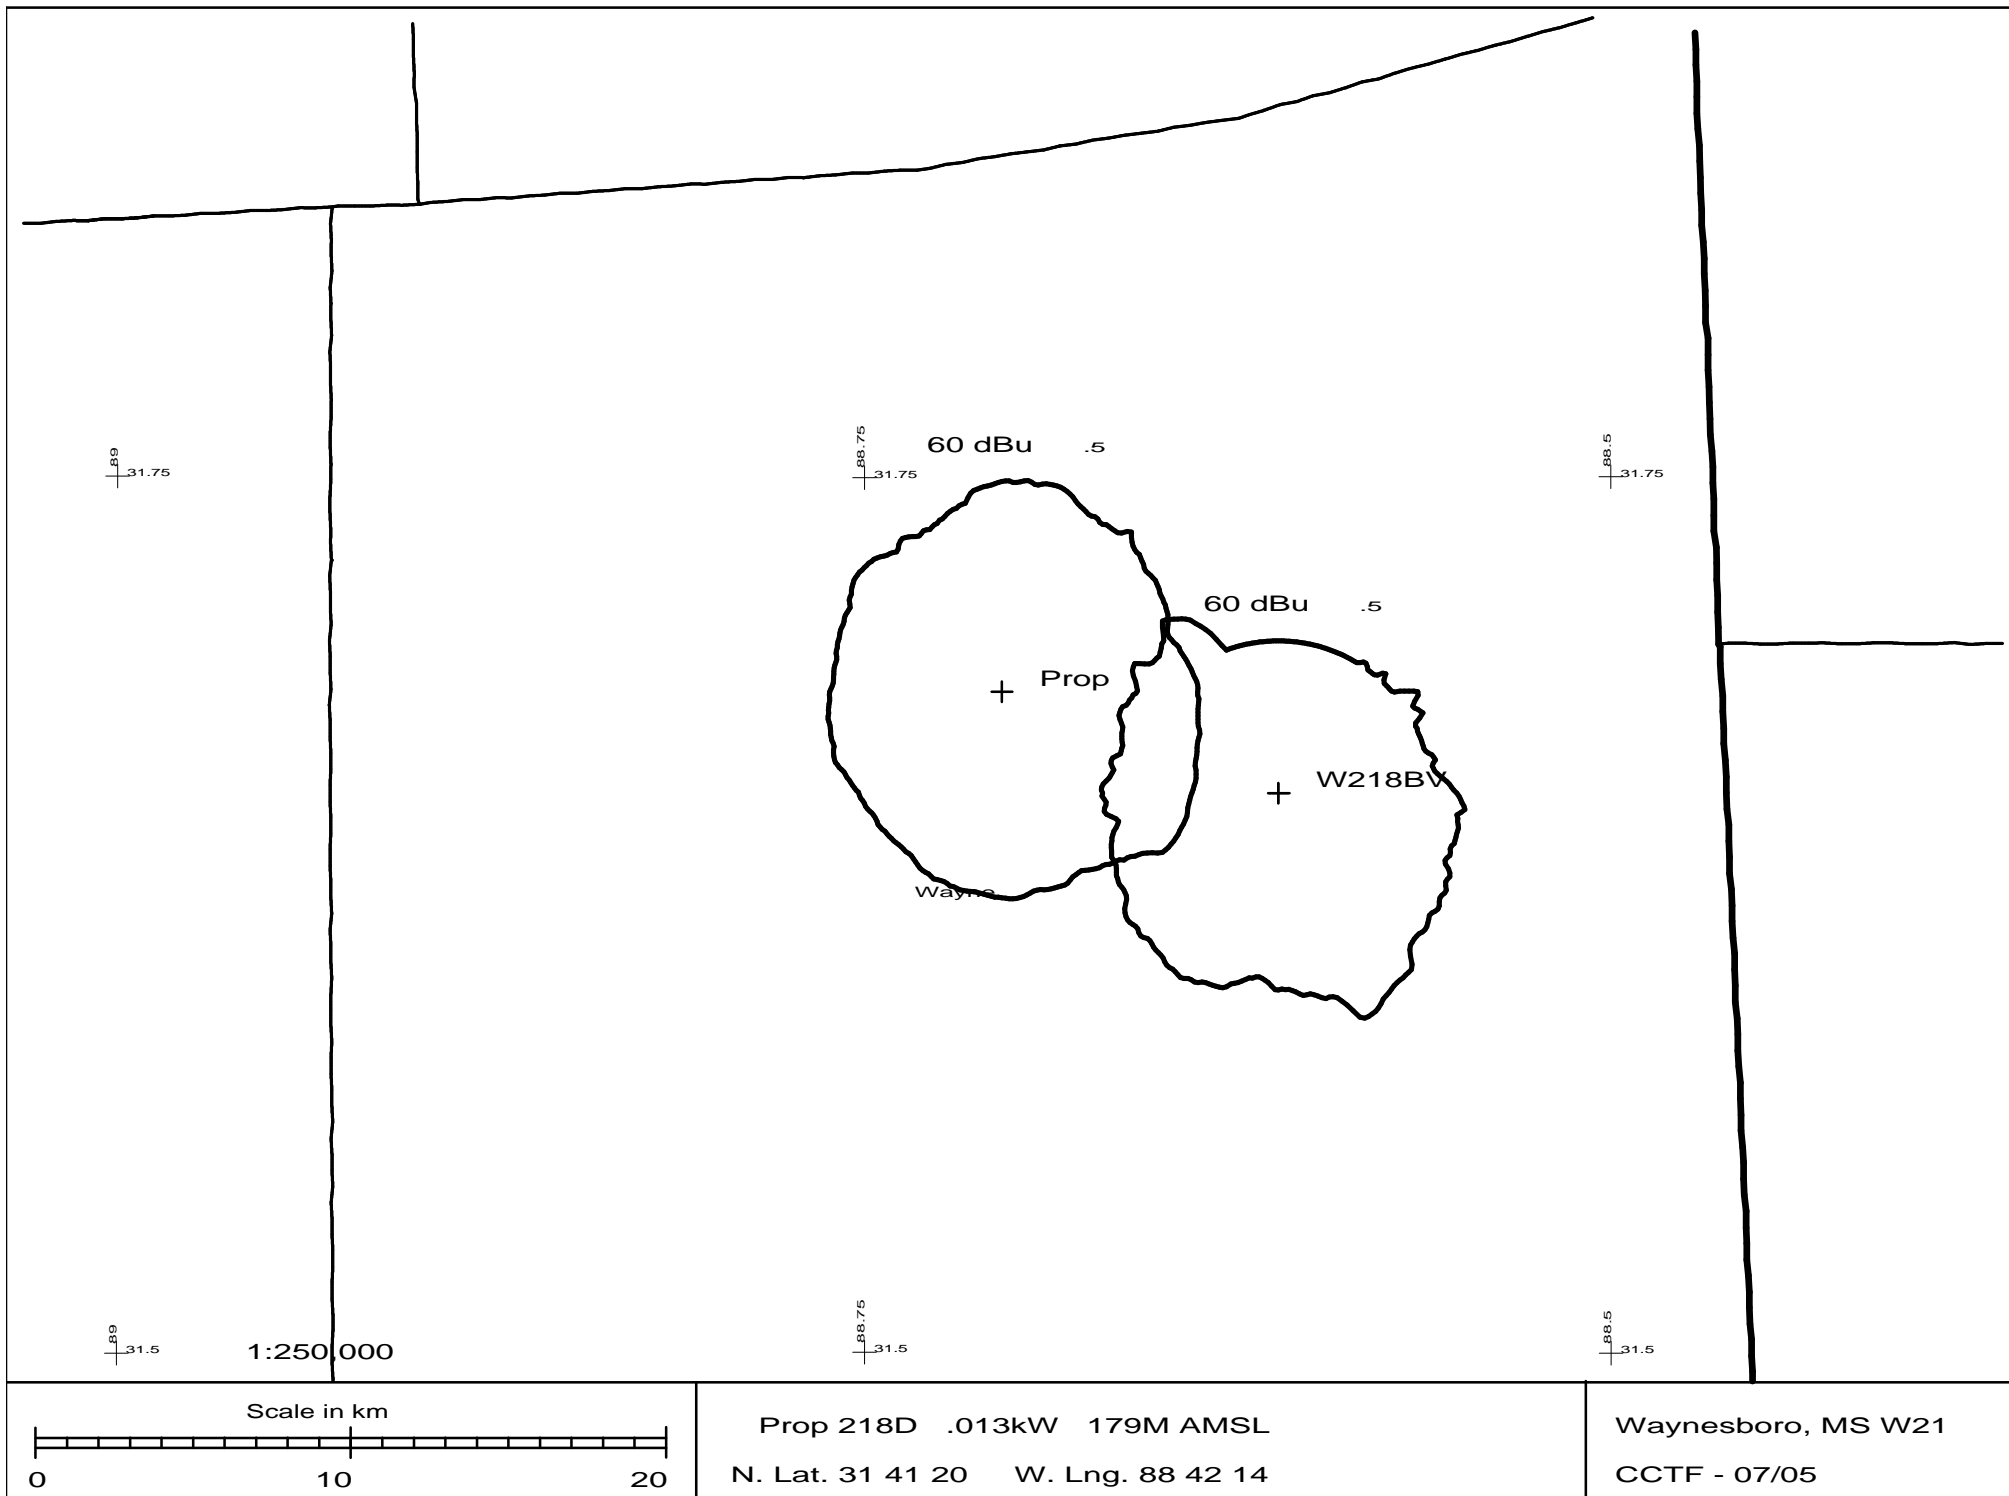 60 dBu .5
89
31.75
88.75
31.75
88.5
31.75
60 dBu .5
Prop
W218BV
Wayne
89
31.5
1:250,000
88.75
31.5
88.5
31.5
Scale in km
0 10 20
Prop 218D .013kW 179M AMSL
N. Lat. 31 41 20 W. Lng. 88 42 14
Waynesboro, MS W21
CCTF - 07/05